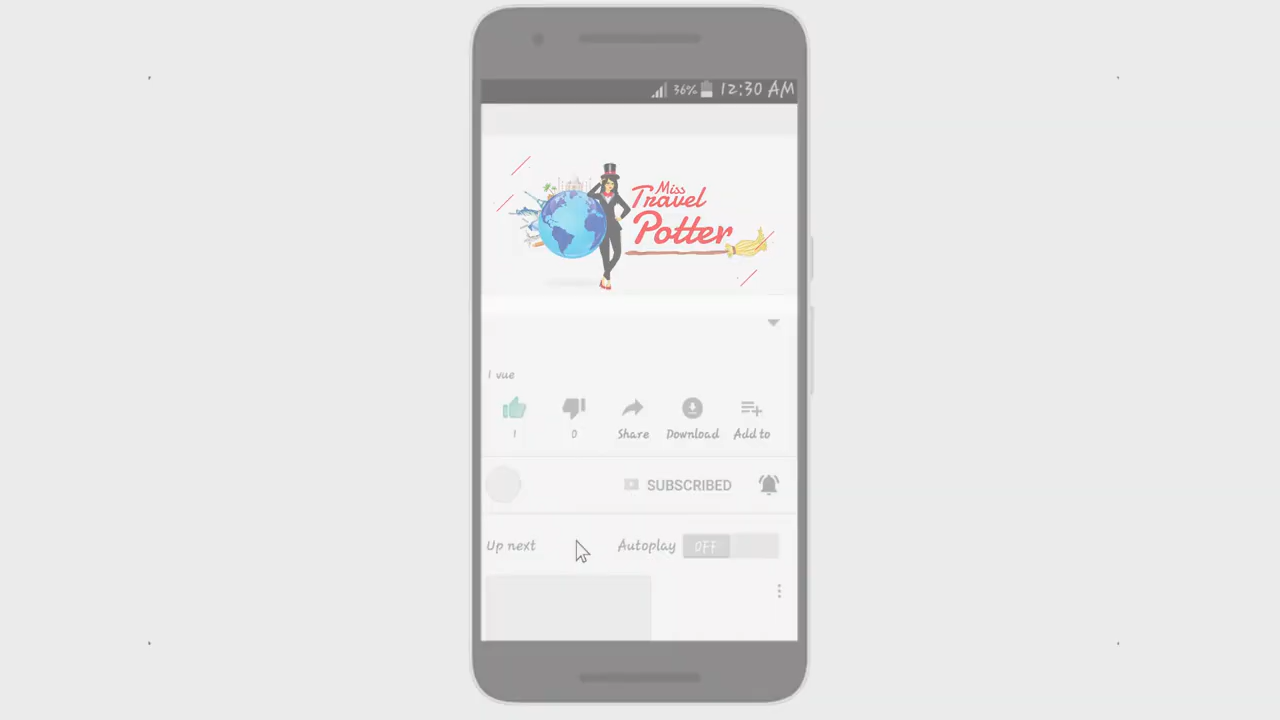 36% 12:30 AM
Miss
Travel
Potter
1 vue
1 0 Share Download Add to
SUBSCRIBED
Up next Autoplay OFF